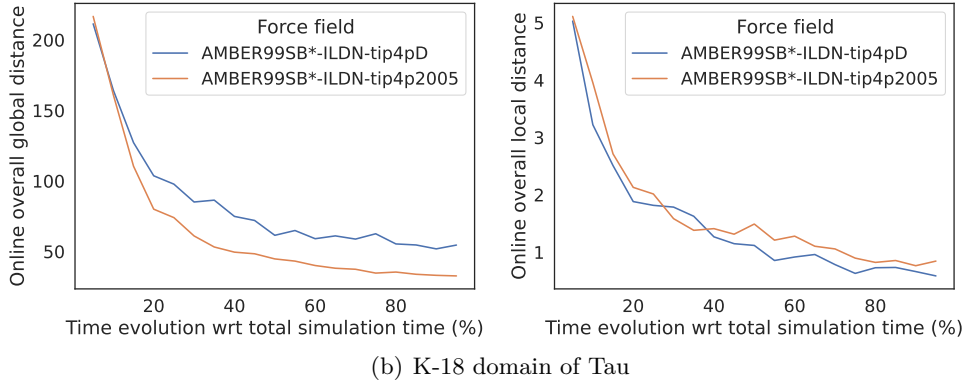 Online overall global distance
200
150
100
50
Force field
AMBER99SB*-ILDN-tip4pD
AMBER99SB*-ILDN-tip4p2005
20 40 60 80
Time evolution wrt total simulation time (%)
Online overall local distance
5
4
3
2
1
Force field
AMBER99SB*-ILDN-tip4pD
AMBER99SB*-ILDN-tip4p2005
20 40 60 80
Time evolution wrt total simulation time (%)
(b) K-18 domain of Tau